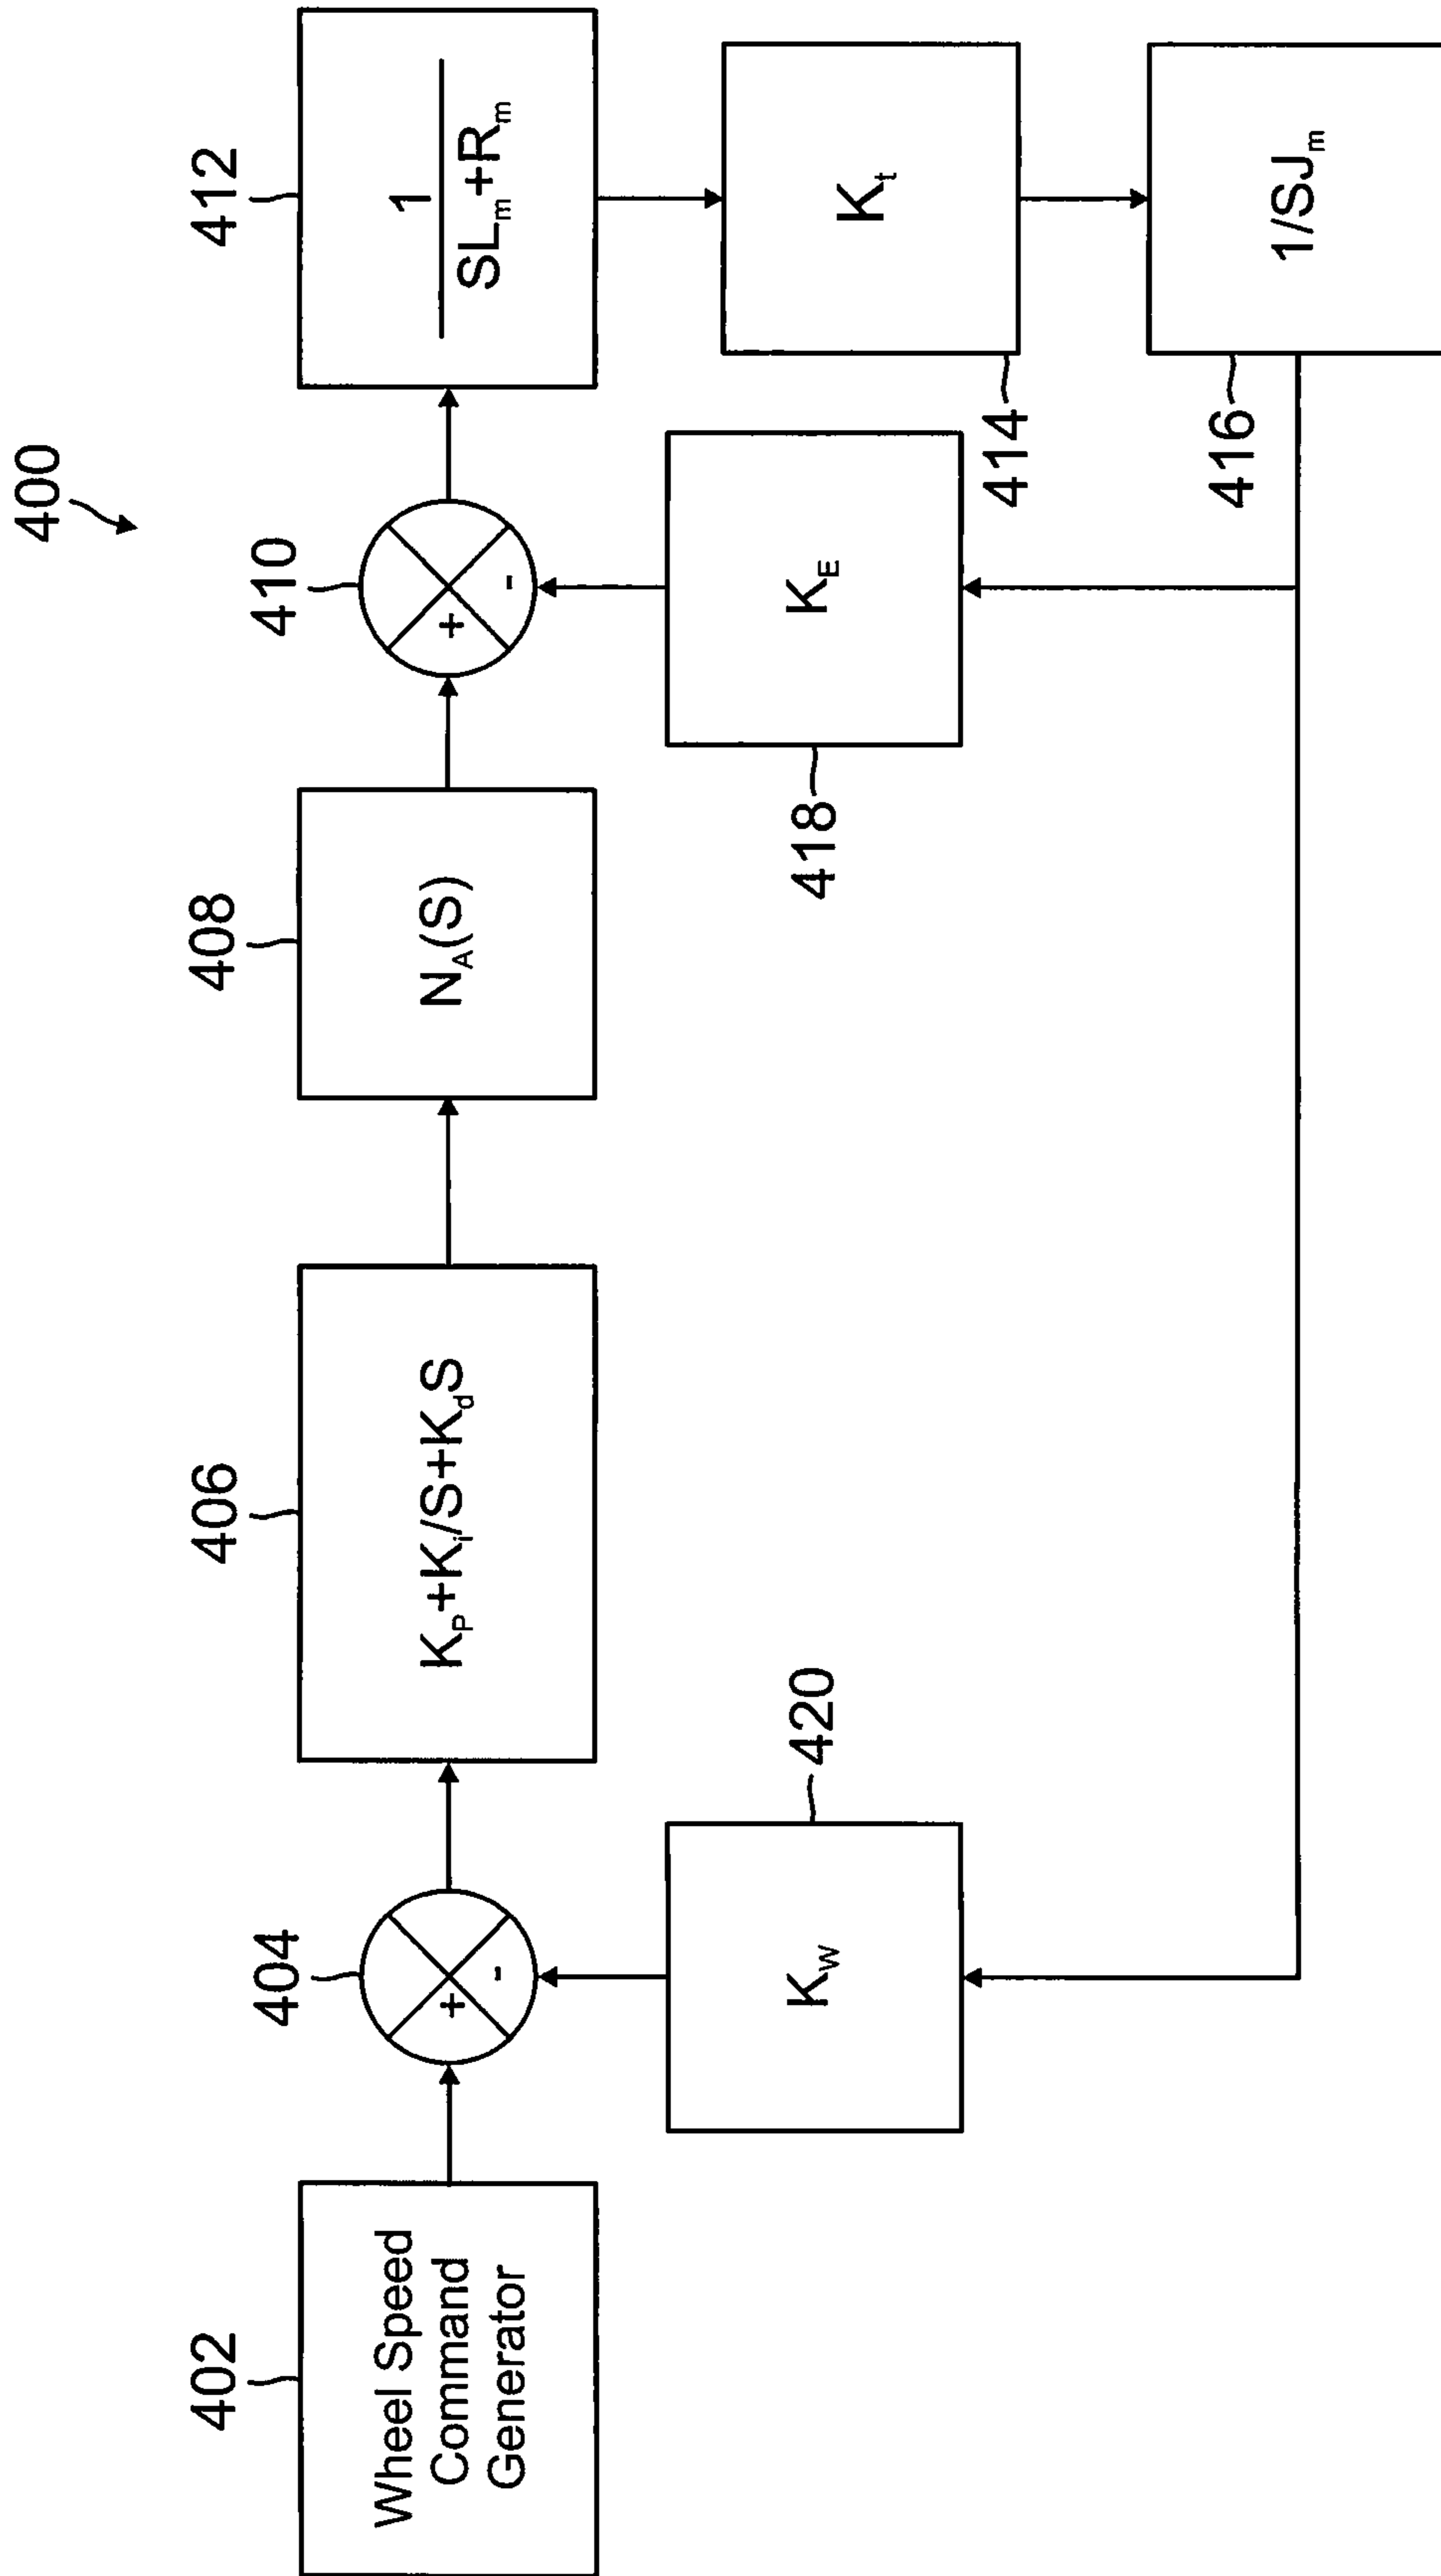 400
402
Wheel Speed
Command
Generator
404
+
-
406
K_P+K_i/S+K_dS
408
N_A(S)
410
+
-
412
1
SL_m+R_m
420
K_W
418
K_E
414
K_t
416
1/SJ_m